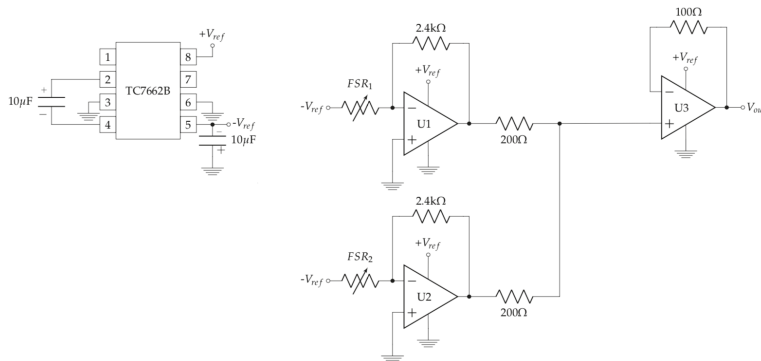 +Vref
1
8
2
7
TC7662B
3
6
4
5
10μF
+
−
-Vref
−
10μF
+
2.4kΩ
+Vref
FSR1
-Vref
−
U1
+
200Ω
2.4kΩ
+Vref
FSR2
-Vref
−
U2
+
200Ω
100Ω
+Vref
−
U3
+